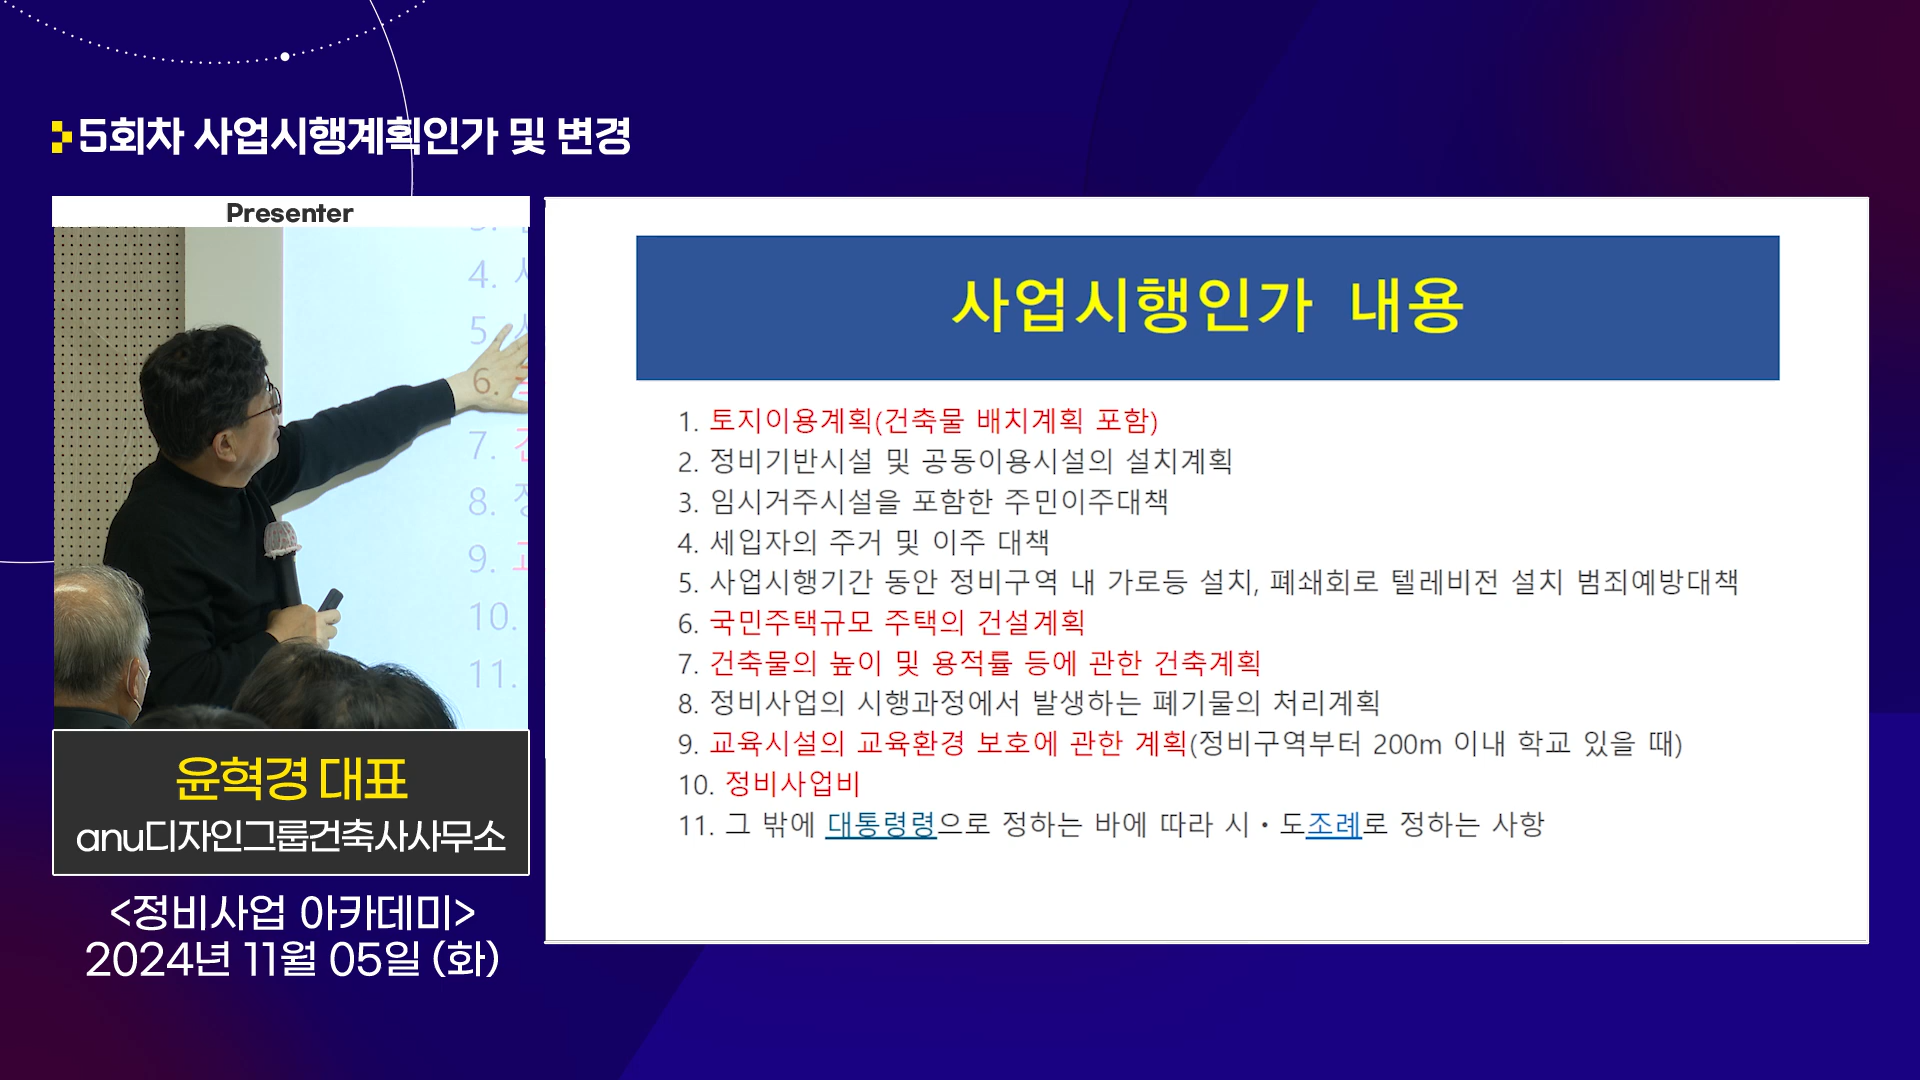 5회차 사업시행계획인가 및 변경
Presenter
4.
5.
6.
7.
8.
9.
10.
11.
윤혁경 대표
anu디자인그룹건축사사무소
<정비사업 아카데미>
2024년 11월 05일 (화)
사업시행인가 내용
1. 토지이용계획(건축물 배치계획 포함)
2. 정비기반시설 및 공동이용시설의 설치계획
3. 임시거주시설을 포함한 주민이주대책
4. 세입자의 주거 및 이주 대책
5. 사업시행기간 동안 정비구역 내 가로등 설치, 폐쇄회로 텔레비전 설치 범죄예방대책
6. 국민주택규모 주택의 건설계획
7. 건축물의 높이 및 용적률 등에 관한 건축계획
8. 정비사업의 시행과정에서 발생하는 폐기물의 처리계획
9. 교육시설의 교육환경 보호에 관한 계획(정비구역부터 200m 이내 학교 있을 때)
10. 정비사업비
11. 그 밖에 대통령령으로 정하는 바에 따라 시·도조례로 정하는 사항